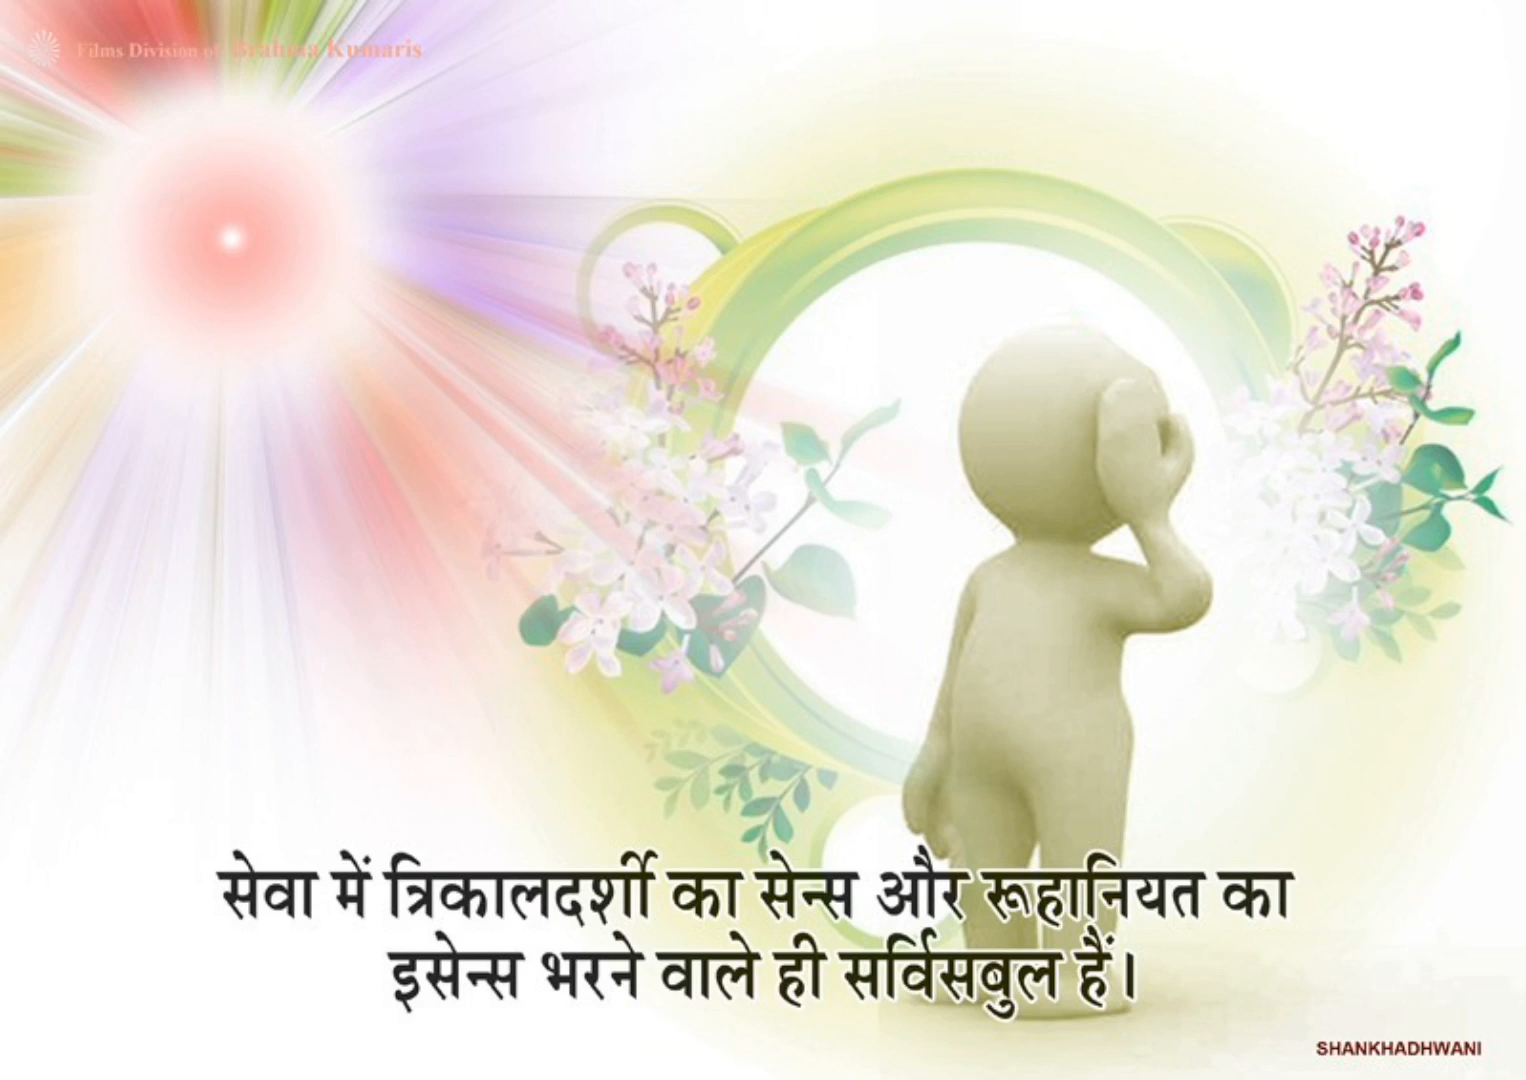 Films Division of Brahma Kumaris
सेवा में त्रिकालदर्शी का सेन्स और रूहानियत का
इसेन्स भरने वाले ही सर्विसबुल हैं।
SHANKHADHWANI